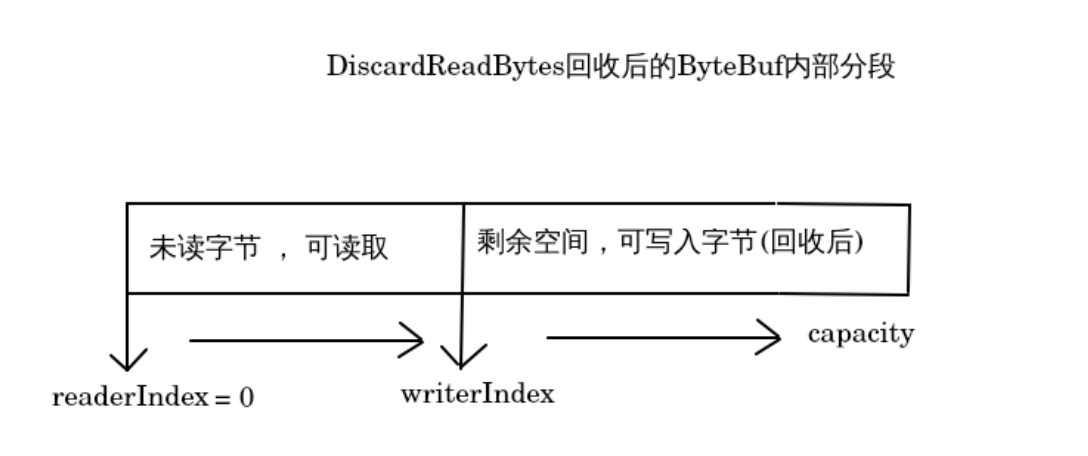 DiscardReadBytes回收后的ByteBuf内部分段
未读字节 ， 可读取
剩余空间，可写入字节(回收后)
capacity
readerIndex = 0
writerIndex